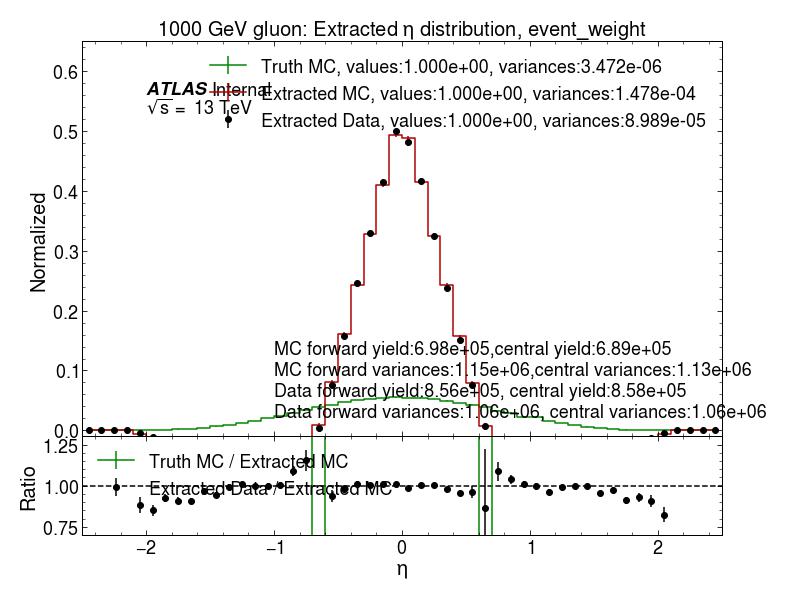 1000 GeV gluon: Extracted η distribution, event_weight
Truth MC, values:1.000e+00, variances:3.472e-06
ATLAS Internal
Extracted MC, values:1.000e+00, variances:1.478e-04
√s = 13 TeV
Extracted Data, values:1.000e+00, variances:8.989e-05
Normalized
0.6
0.5
0.4
0.3
0.2
0.1
0.0
MC forward yield:6.98e+05,central yield:6.89e+05
MC forward variances:1.15e+06,central variances:1.13e+06
Data forward yield:8.56e+05, central yield:8.58e+05
Data forward variances:1.06e+06, central variances:1.06e+06
Ratio
1.25
1.00
0.75
Truth MC / Extracted MC
Extracted Data / Extracted MC
−2 −1 0 1 2
η